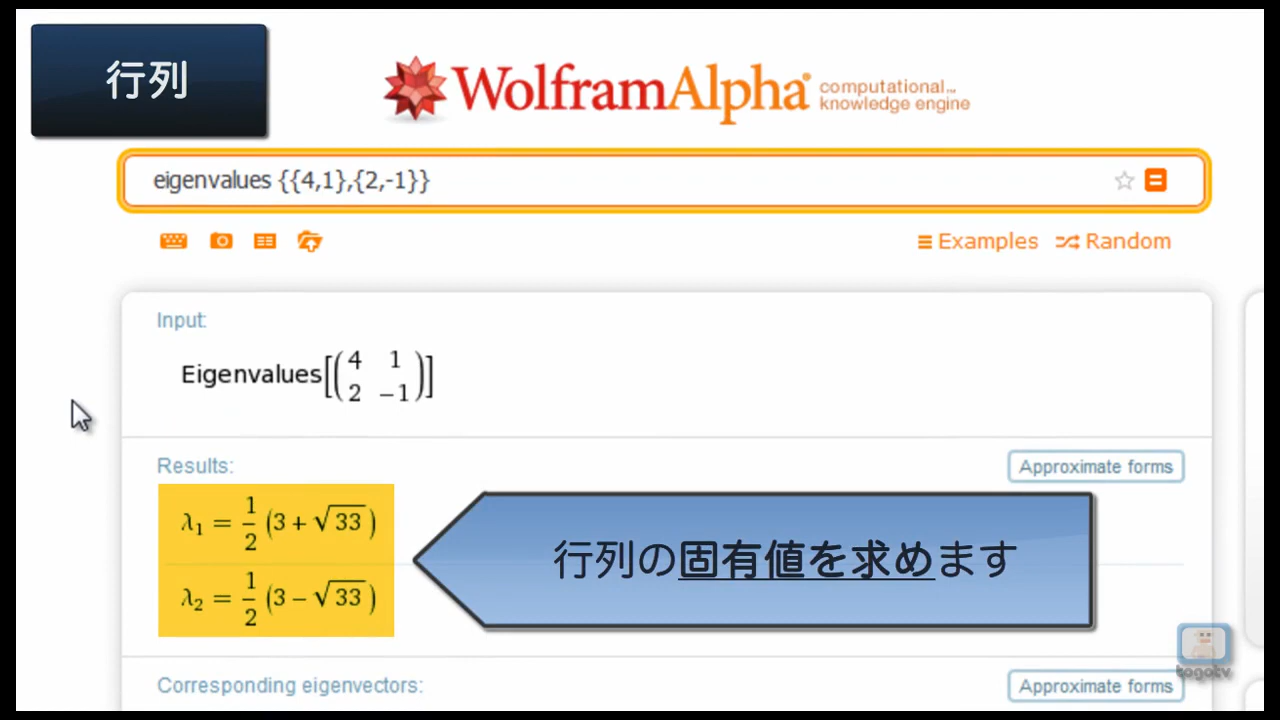 行列
WolframAlpha computational... knowledge engine
eigenvalues {{4,1},{2,-1}}
Examples Random
Input:
Eigenvalues[(4 1
2 −1)]
Results:
Approximate forms
λ₁ = 1/2 (3 + √33)
λ₂ = 1/2 (3 − √33)
行列の固有値を求めます
togotv
Corresponding eigenvectors:
Approximate forms